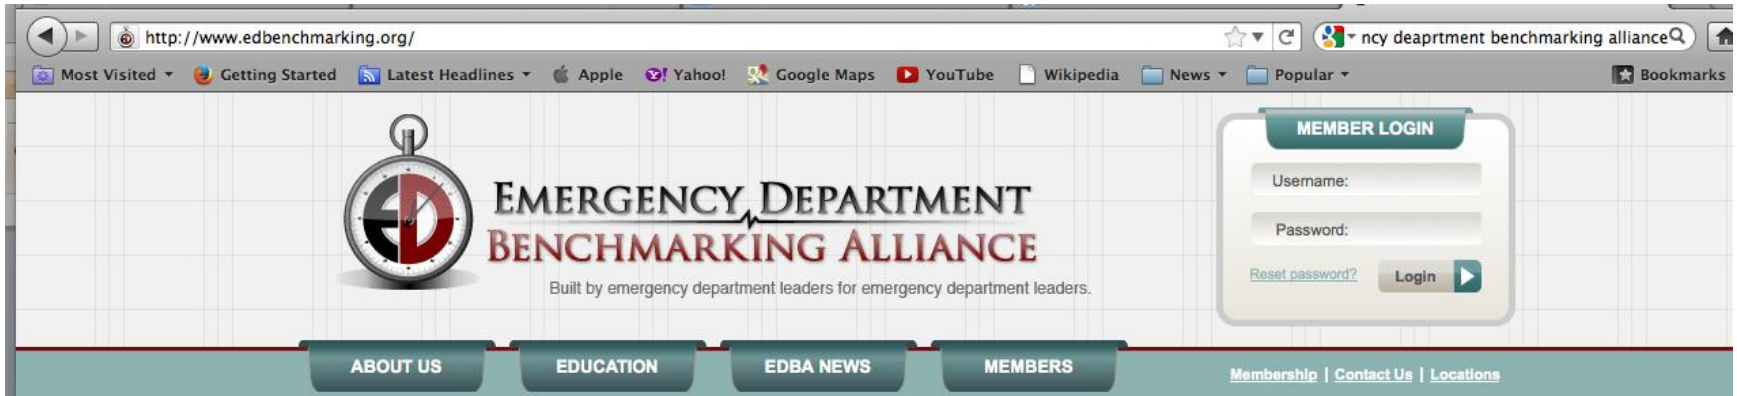 http://www.edbenchmarking.org/
ncy deaprtment benchmarking alliance
Most Visited Getting Started Latest Headlines Apple Yahoo! Google Maps YouTube Wikipedia News Popular Bookmarks
MEMBER LOGIN
Username:
Password:
Reset password? Login
ED
EMERGENCY DEPARTMENT
BENCHMARKING ALLIANCE
Built by emergency department leaders for emergency department leaders.
ABOUT US EDUCATION EDBA NEWS MEMBERS
Membership | Contact Us | Locations